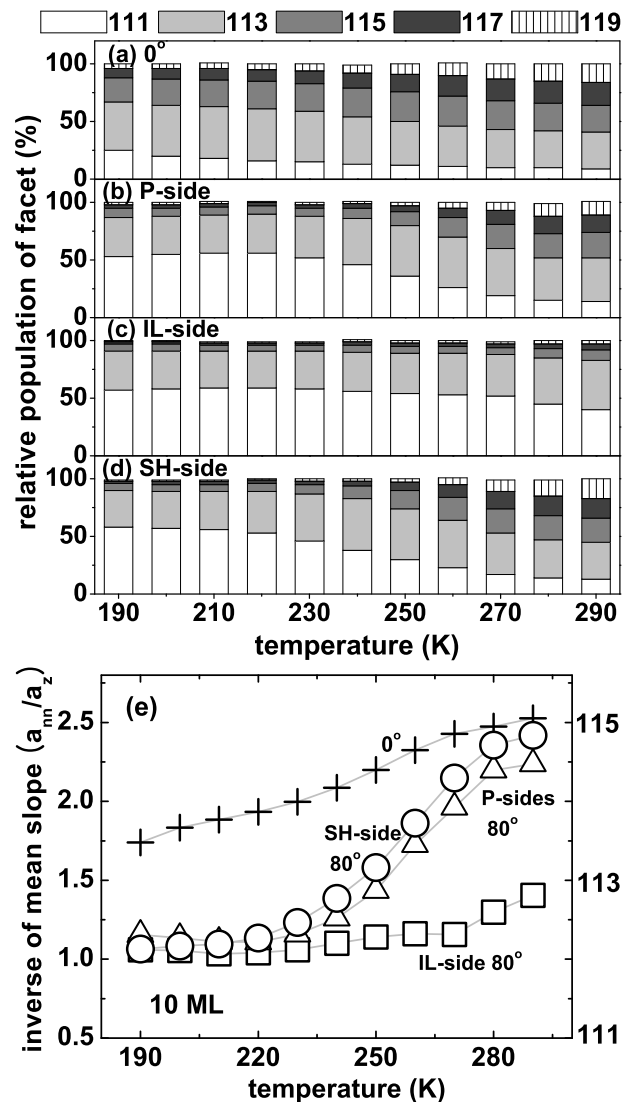 111 113 115 117 119
(a) 0°
100
50
0
(b) P-side
100
50
0
(c) IL-side
100
50
0
(d) SH-side
100
50
0
relative population of facet (%)
190 210 230 250 270 290
temperature (K)
(e)
2.5
2.0
1.5
1.0
0.5
inverse of mean slope (a_nn/a_z)
0°
SH-side
80°
P-sides
80°
IL-side 80°
10 ML
115
113
111
190 220 250 280
temperature (K)